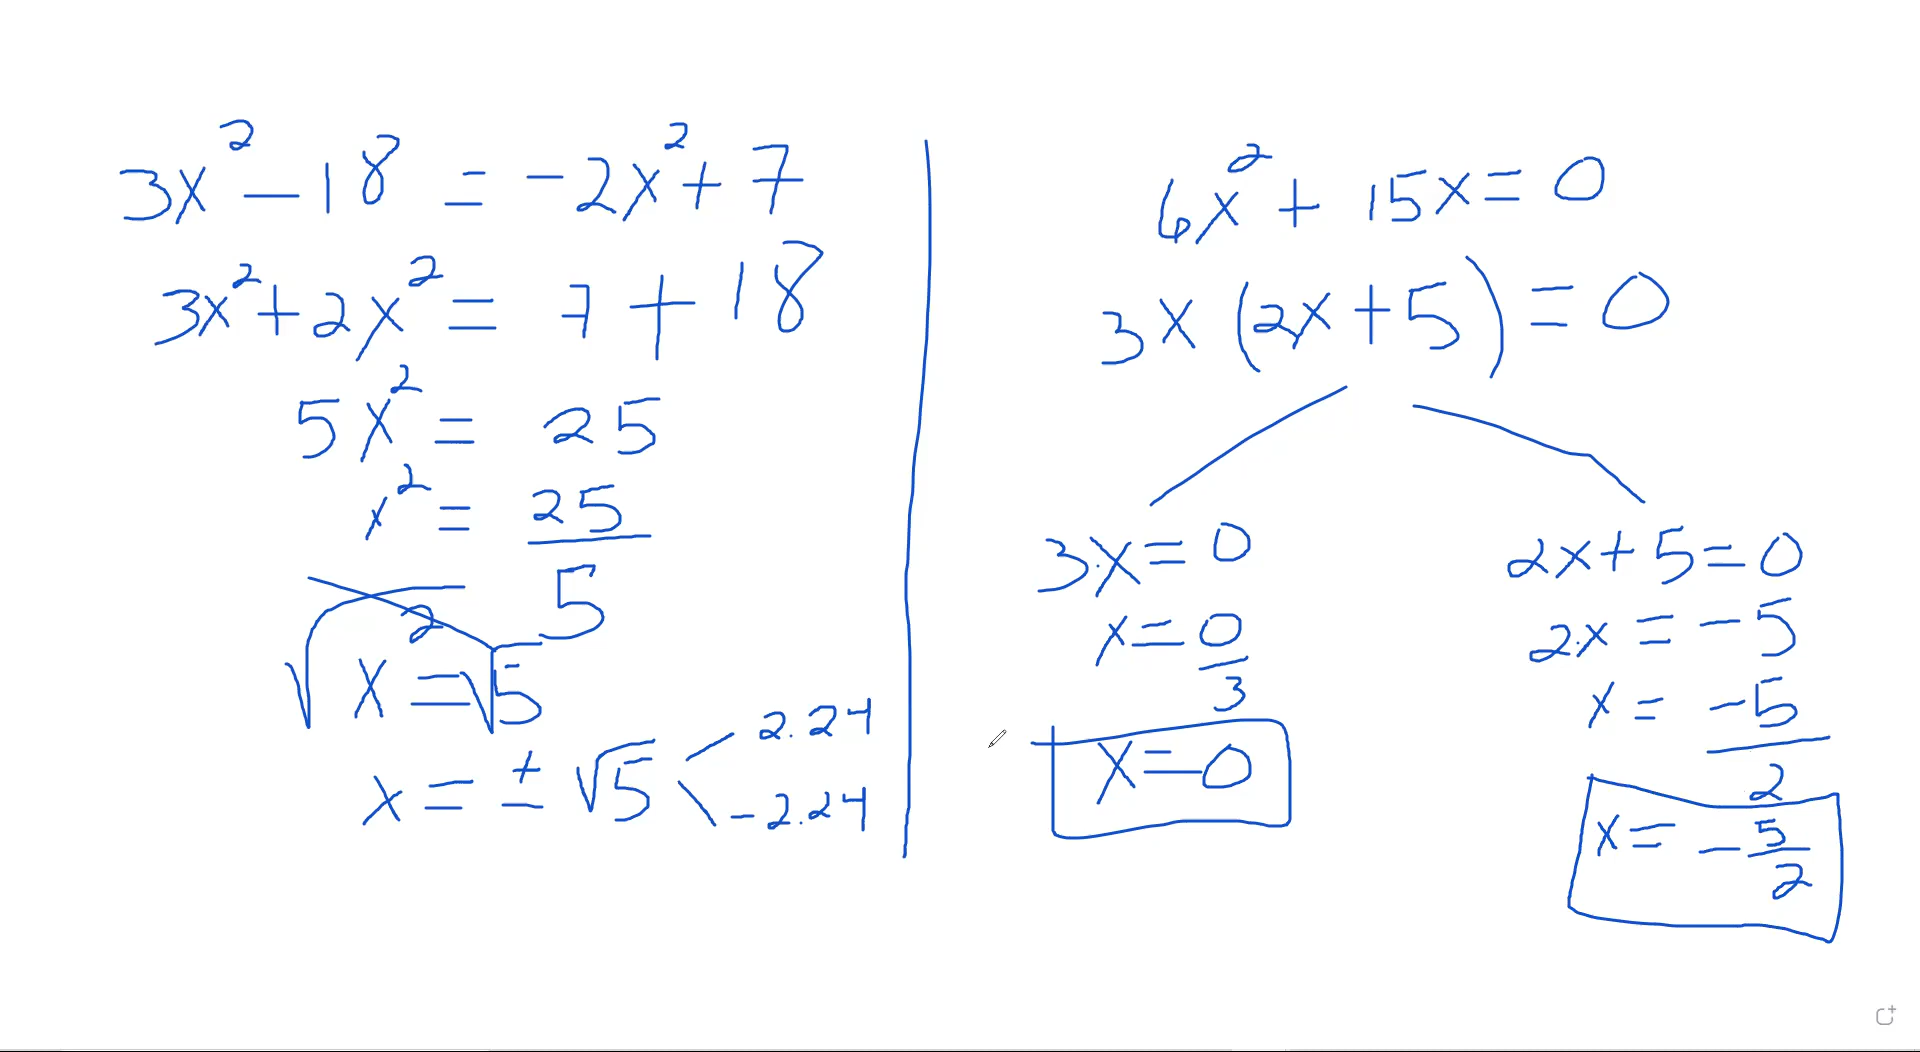 3x² - 18 = -2x² + 7
3x² + 2x² = 7 + 18
5x² = 25
x² = 25/5
√x² = √5
x = ± √5 < 2.24
-2.24
6x² + 15x = 0
3x (2x + 5) = 0
3·x = 0
x = 0/3
x = 0
2x + 5 = 0
2·x = -5
x = -5/2
x = -5/2